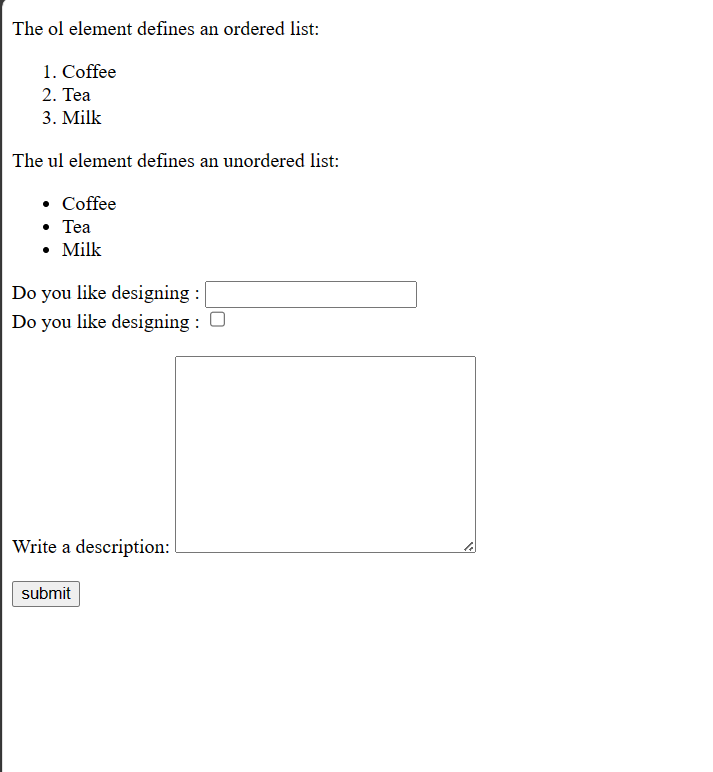 The ol element defines an ordered list:
1. Coffee
2. Tea
3. Milk
The ul element defines an unordered list:
• Coffee
• Tea
• Milk
Do you like designing :
Do you like designing :
Write a description:
submit